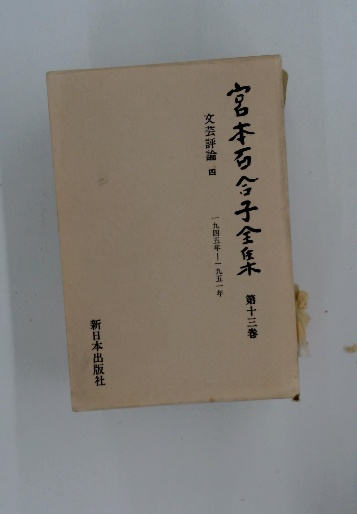 宮本百合子全集
第十三巻
文芸評論 四
一九四五年―一九五一年
新日本出版社